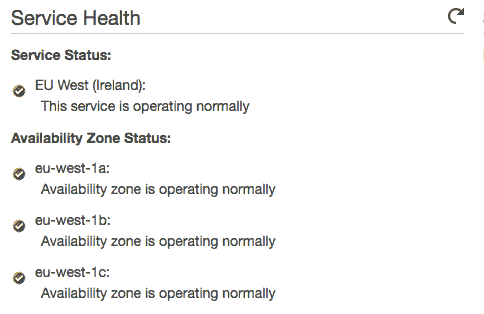 Service Health
Service Status:
EU West (Ireland):
This service is operating normally
Availability Zone Status:
eu-west-1a:
Availability zone is operating normally
eu-west-1b:
Availability zone is operating normally
eu-west-1c:
Availability zone is operating normally